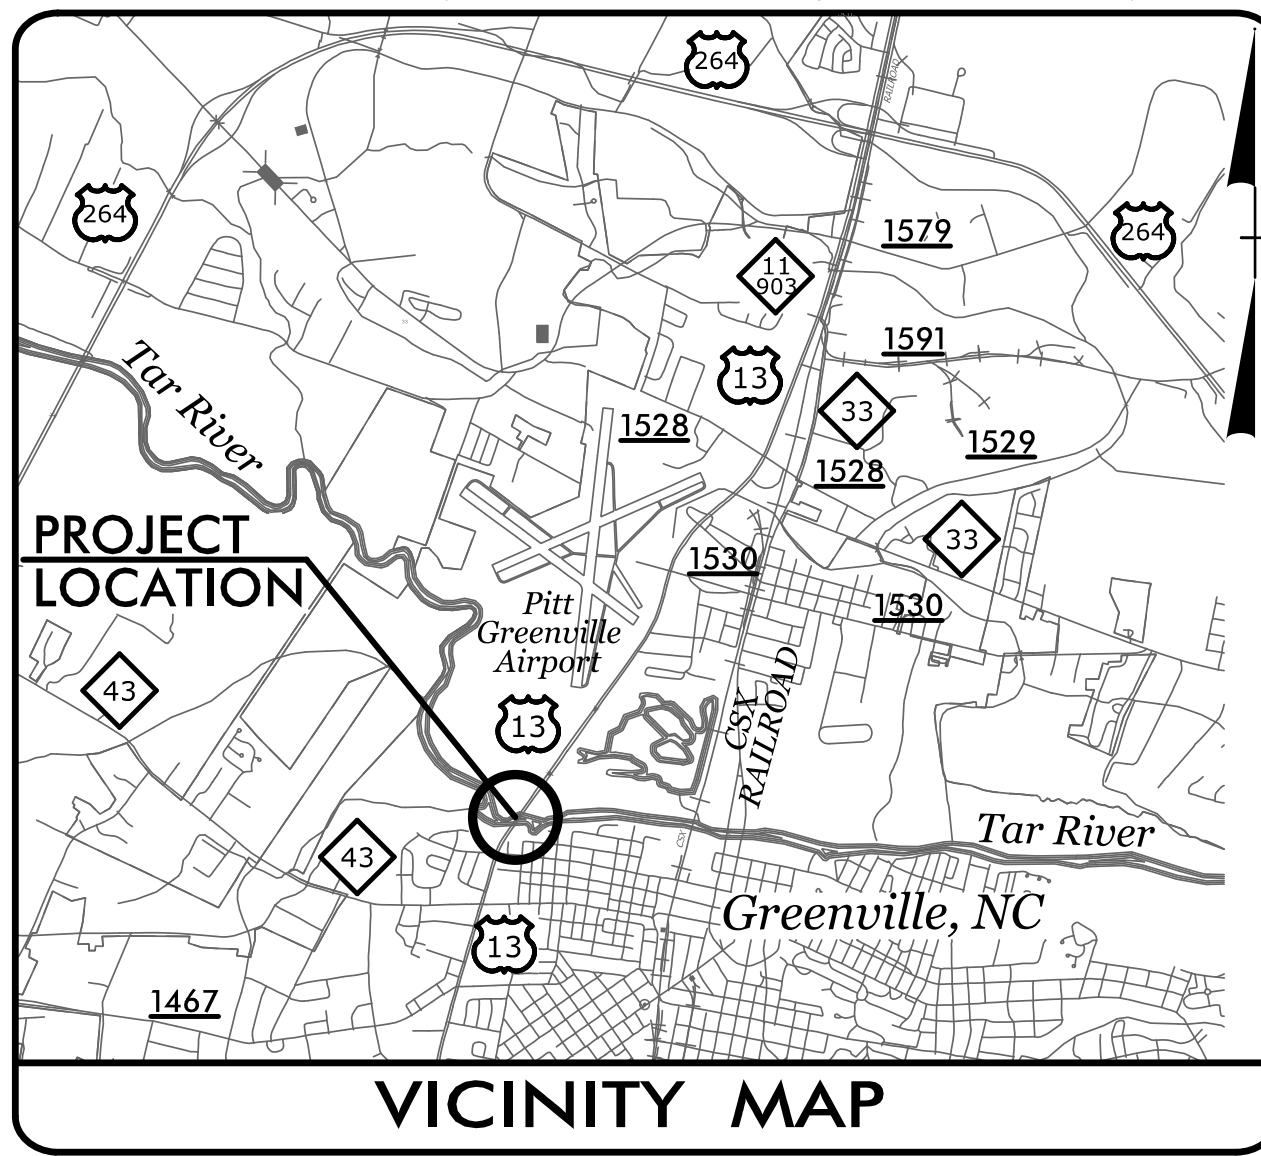 264
RAILROAD
264
1579
264
11
903
1591
Tar River
13
33
1528
1529
1528
PROJECT
LOCATION
33
1530
Pitt
Greenville
Airport
1530
43
13
CSX
RAILROAD
Tar River
CSX
43
Greenville, NC
13
1467
VICINITY MAP